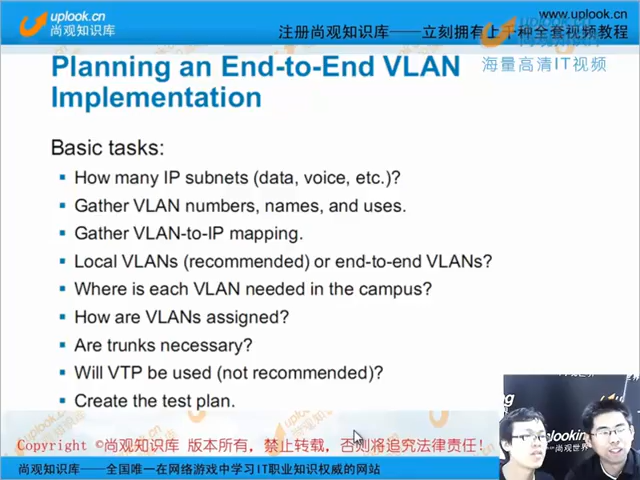 uplook.cn
尚观知识库
www.uplook.cn
注册尚观知识库——立刻拥有上千种全套视频教程
uplook.cn
尚观知识库
海量高清IT视频
Planning an End-to-End VLAN
Implementation
Basic tasks:
How many IP subnets (data, voice, etc.)?
Gather VLAN numbers, names, and uses.
Gather VLAN-to-IP mapping.
Local VLANs (recommended) or end-to-end VLANs?
Where is each VLAN needed in the campus?
How are VLANs assigned?
Are trunks necessary?
Will VTP be used (not recommended)?
Create the test plan.
Copyright ©尚观知识库 版本所有，禁止转载，否则将追究法律责任！
尚观知识库——全国唯一在网络游戏中学习IT职业知识权威的网站